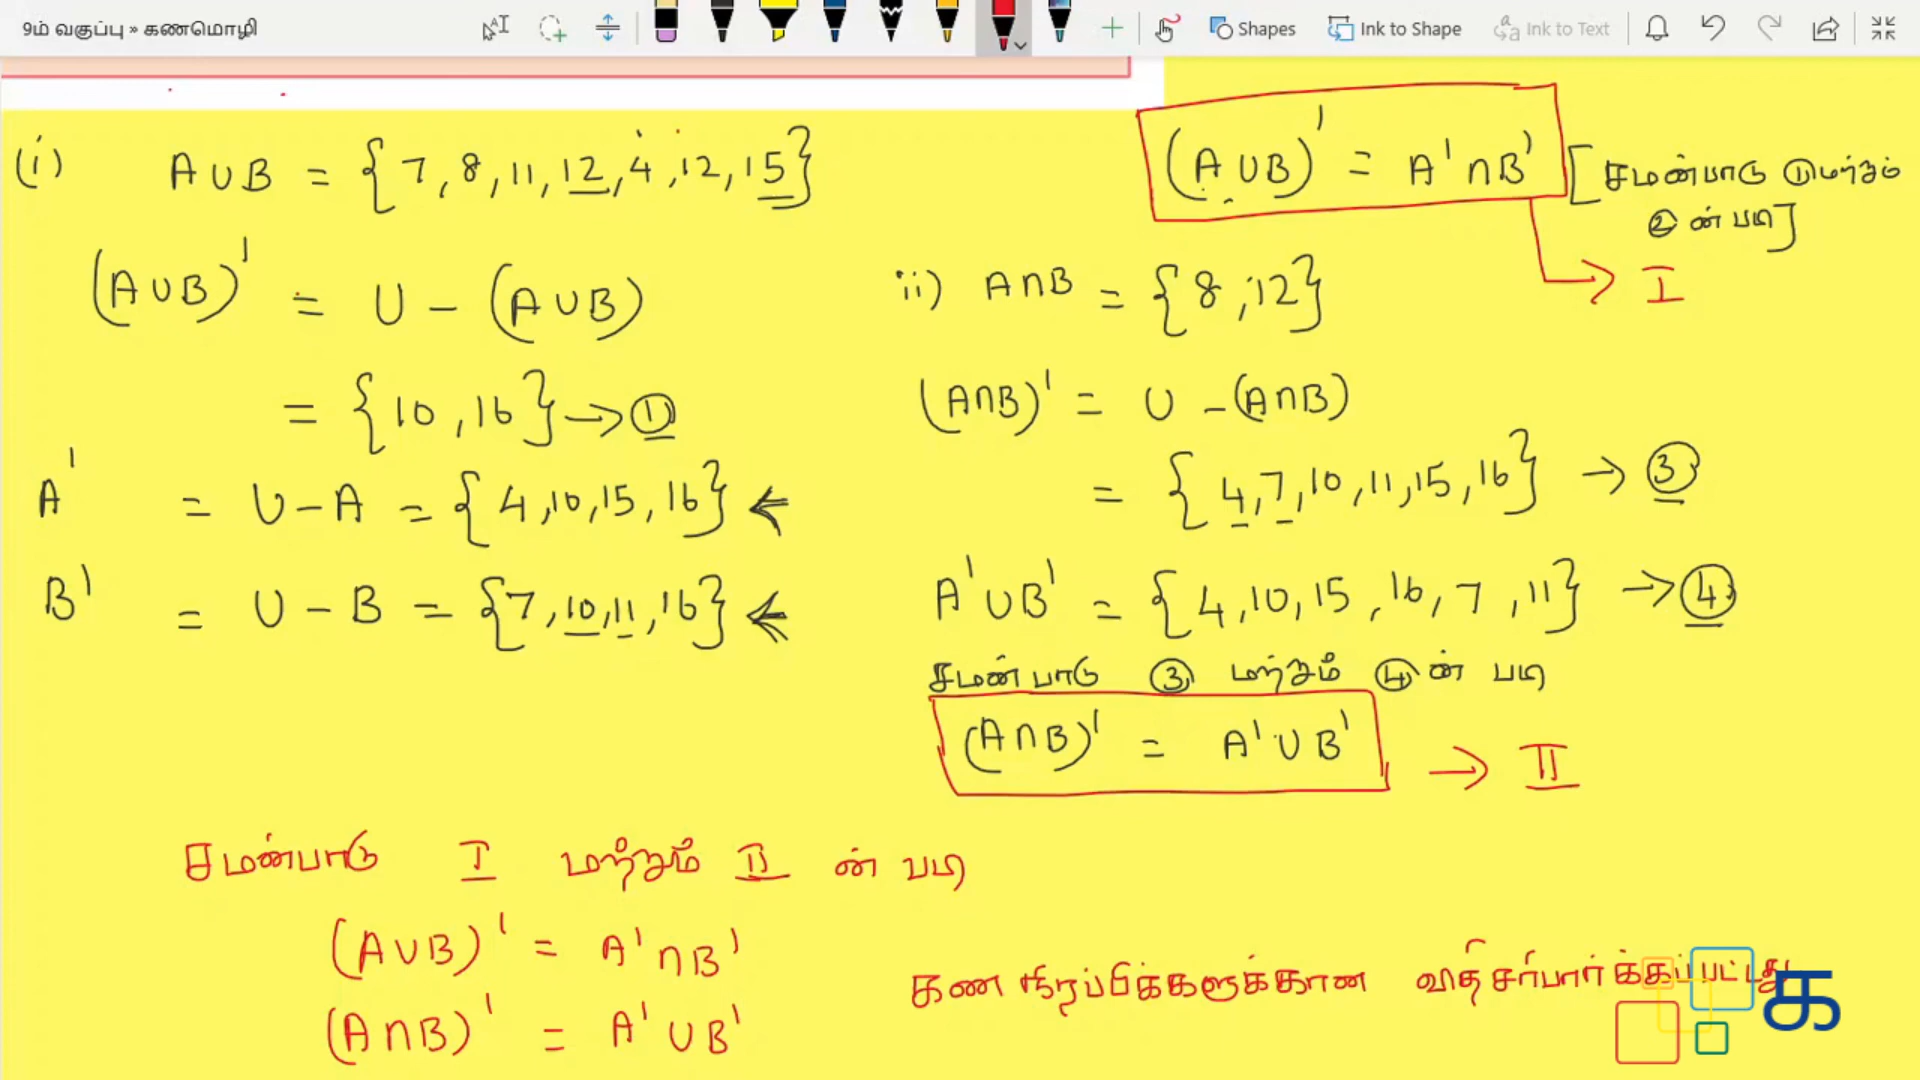 9ம் வகுப்பு » கணமொழி
Shapes
Ink to Shape
Ink to Text
(i) A∪B = {7,8,11,12,4,12,15}
(A∪B)' = U - (A∪B)
= {10,16} → ①
A' = U - A = {4,10,15,16} ←
B' = U - B = {7,10,11,16} ←
(A∪B)' = A'∩B' [சமன்பாடு ① மற்றும்
② ன் படி]
→ I
ii) A∩B = {8,12}
(A∩B)' = U - (A∩B)
= {4,7,10,11,15,16} → ③
A'∪B' = {4,10,15,16,7,11} → ④
சமன்பாடு ③ மற்றும் ④ ன் படி
(A∩B)' = A'∪B' → II
சமன்பாடு I மற்றும் II ன் படி
(A∪B)' = A'∩B'
(A∩B)' = A'∪B'
கண நிரப்பிக்களுக்கான விதி சரிபார்க்கப்பட்டது
க